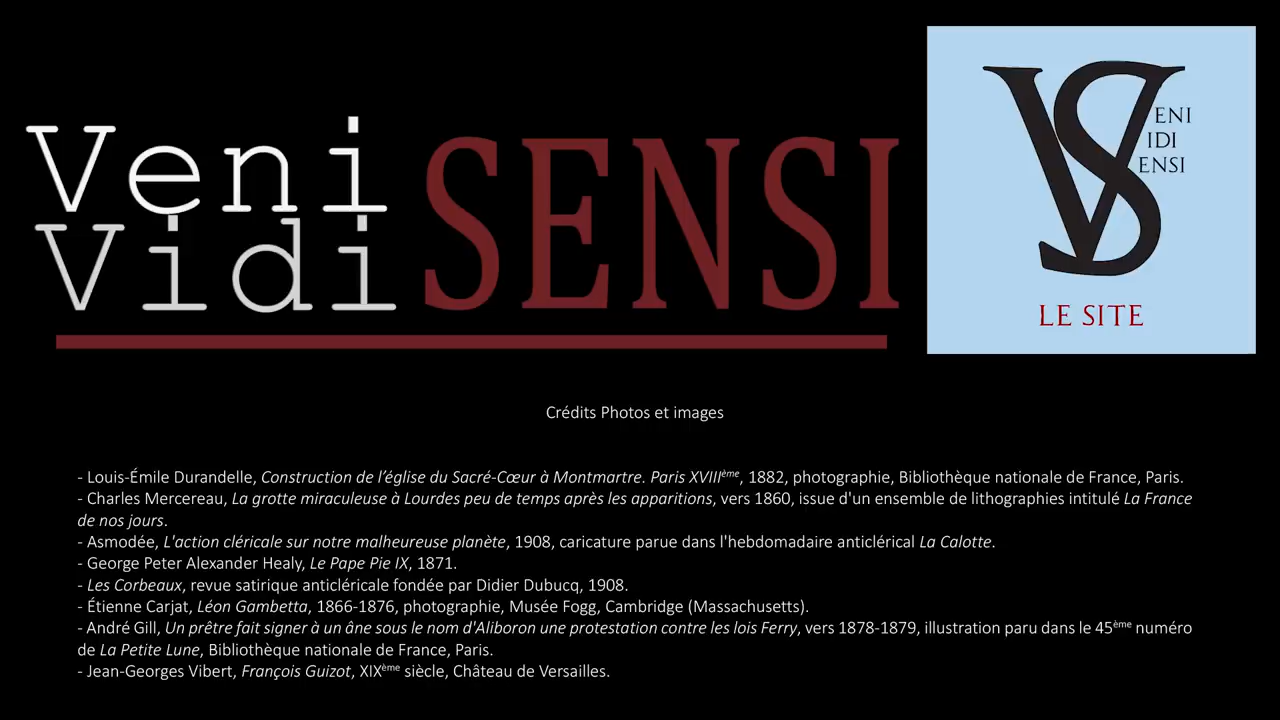 Veni
Vidi
SENSI
VS
ENI
IDI
ENSI
LE SITE
Crédits Photos et images
- Louis-Émile Durandelle, Construction de l’église du Sacré-Cœur à Montmartre. Paris XVIIIème, 1882, photographie, Bibliothèque nationale de France, Paris.
- Charles Mercereau, La grotte miraculeuse à Lourdes peu de temps après les apparitions, vers 1860, issue d'un ensemble de lithographies intitulé La France
de nos jours.
- Asmodée, L'action cléricale sur notre malheureuse planète, 1908, caricature parue dans l'hebdomadaire anticlérical La Calotte.
- George Peter Alexander Healy, Le Pape Pie IX, 1871.
- Les Corbeaux, revue satirique anticléricale fondée par Didier Dubucq, 1908.
- Étienne Carjat, Léon Gambetta, 1866-1876, photographie, Musée Fogg, Cambridge (Massachusetts).
- André Gill, Un prêtre fait signer à un âne sous le nom d'Aliboron une protestation contre les lois Ferry, vers 1878-1879, illustration paru dans le 45ème numéro
de La Petite Lune, Bibliothèque nationale de France, Paris.
- Jean-Georges Vibert, François Guizot, XIXème siècle, Château de Versailles.